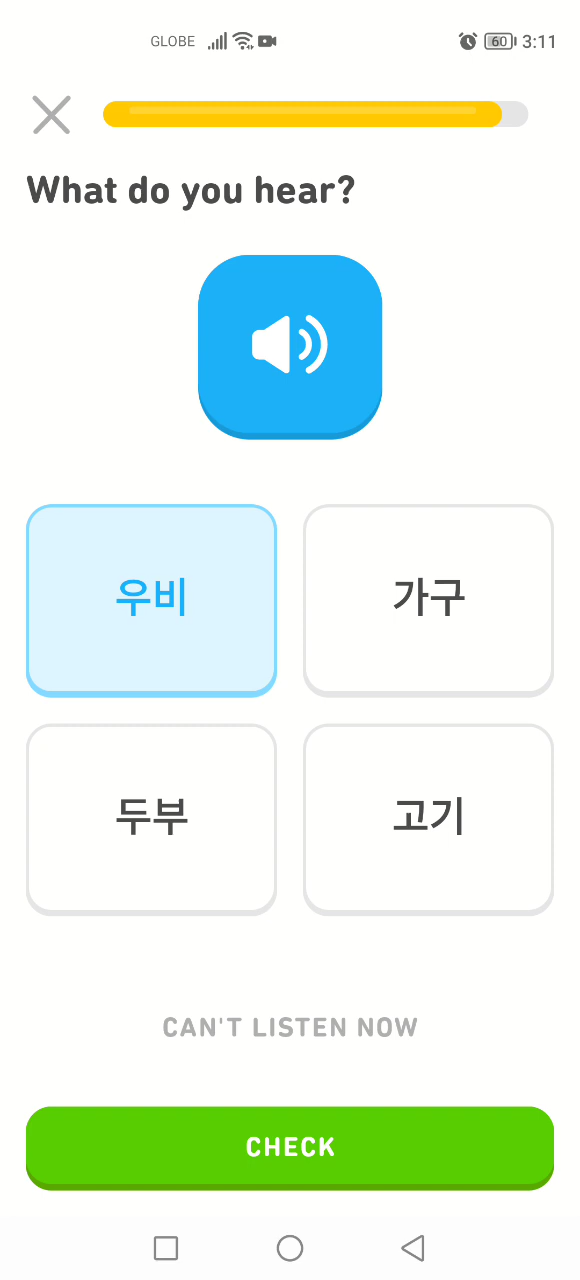 GLOBE 60 3:11
What do you hear?
우비 가구
두부 고기
CAN'T LISTEN NOW
CHECK